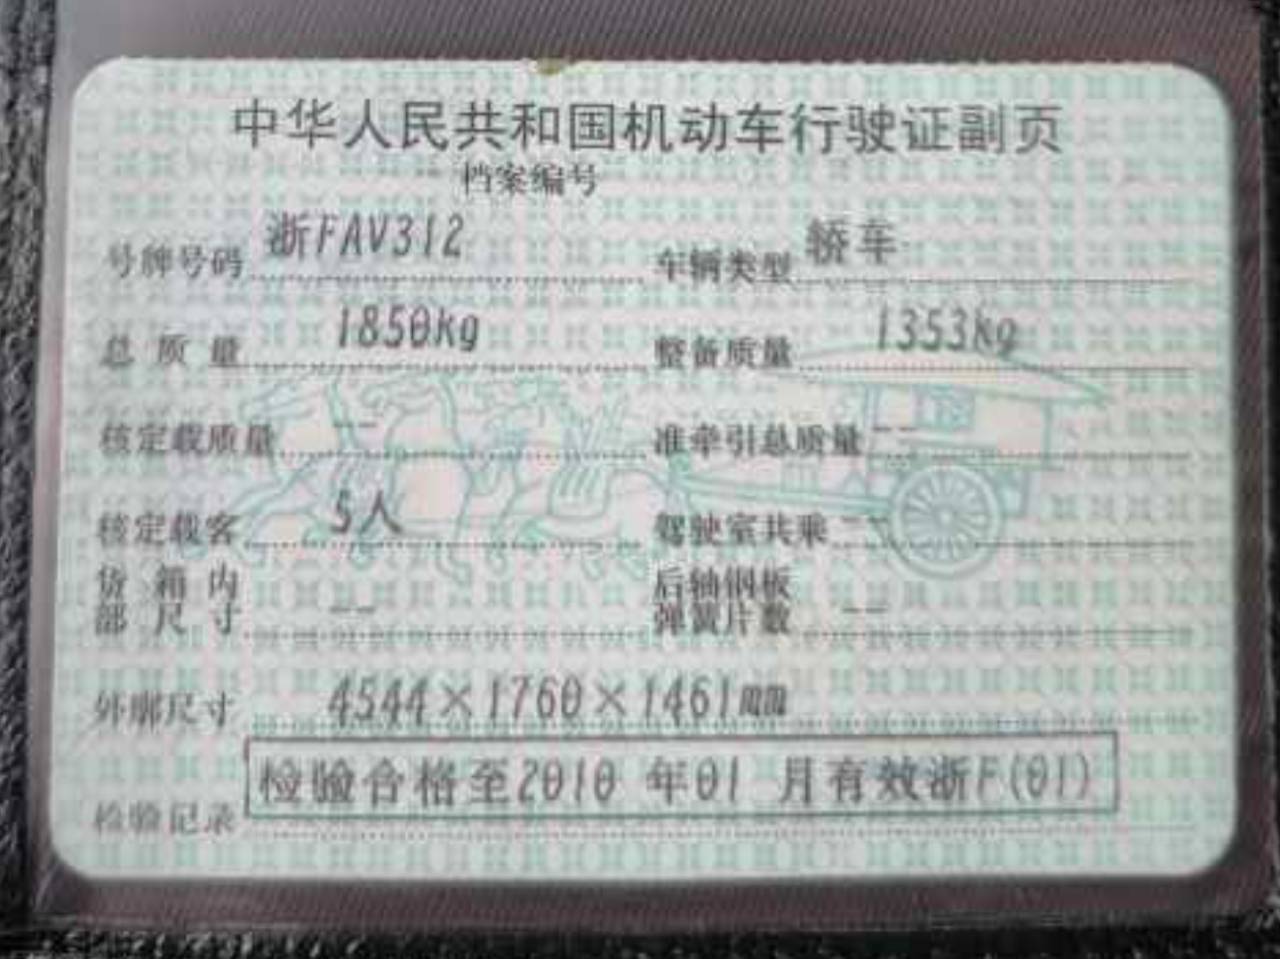 中华人民共和国机动车行驶证副页
档案编号
号牌号码 浙FAV312 车辆类型 轿车
总质量 1850kg 整备质量 1353kg
核定载质量 -- 准牵引总质量 --
核定载客 5人 驾驶室共乘 --
货箱内 后轴钢板
部尺寸 -- 弹簧片数 --
外廓尺寸 4544×1760×1461mm
检验合格至2010 年01 月有效浙F(01)
检验记录